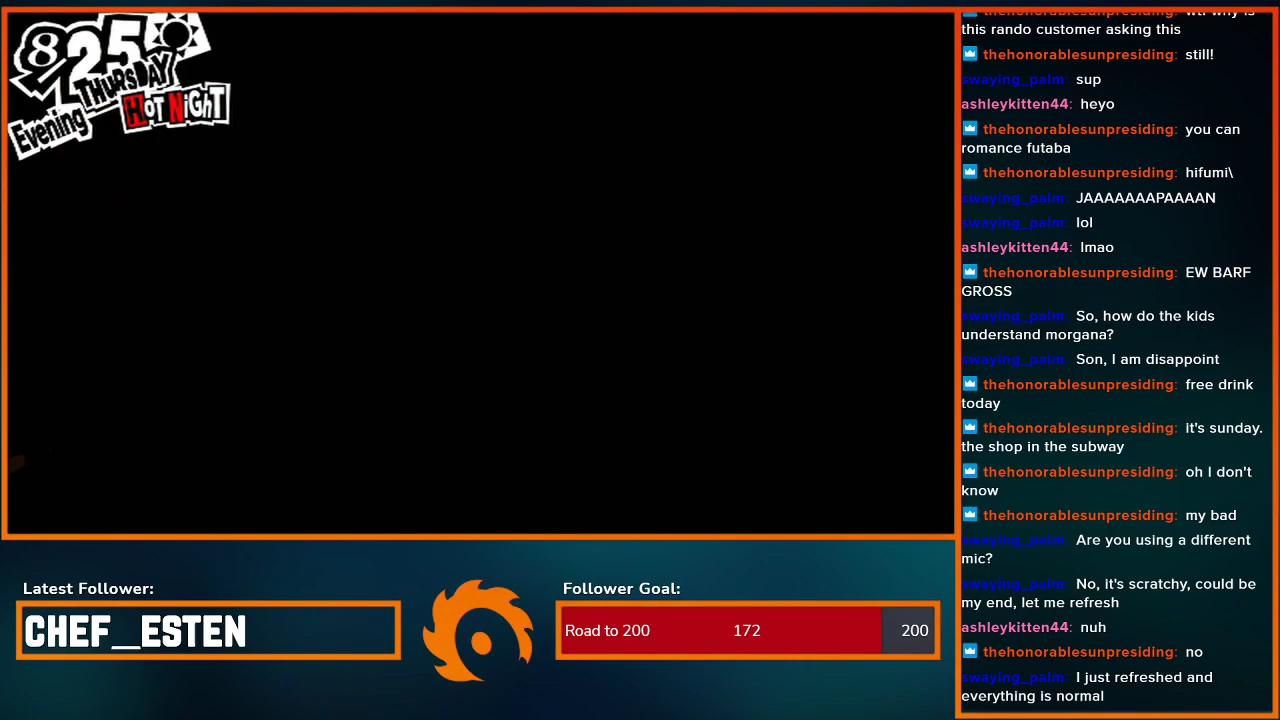 8/25
THURSDAY
Evening
HOT NiGHT
this rando customer asking this
thehonorablesunpresiding: still!
swaying_palm: sup
ashleykitten44: heyo
thehonorablesunpresiding: you can
romance futaba
thehonorablesunpresiding: hifumi\
swaying_palm: JAAAAAAAPAAAAN
swaying_palm: lol
ashleykitten44: lmao
thehonorablesunpresiding: EW BARF
GROSS
swaying_palm: So, how do the kids
understand morgana?
swaying_palm: Son, I am disappoint
thehonorablesunpresiding: free drink
today
thehonorablesunpresiding: it's sunday.
the shop in the subway
thehonorablesunpresiding: oh I don't
know
thehonorablesunpresiding: my bad
swaying_palm: Are you using a different
mic?
swaying_palm: No, it's scratchy, could be
my end, let me refresh
ashleykitten44: nuh
thehonorablesunpresiding: no
swaying_palm: I just refreshed and
everything is normal
Latest Follower:
CHEF__ESTEN
Follower Goal:
Road to 200 172 200